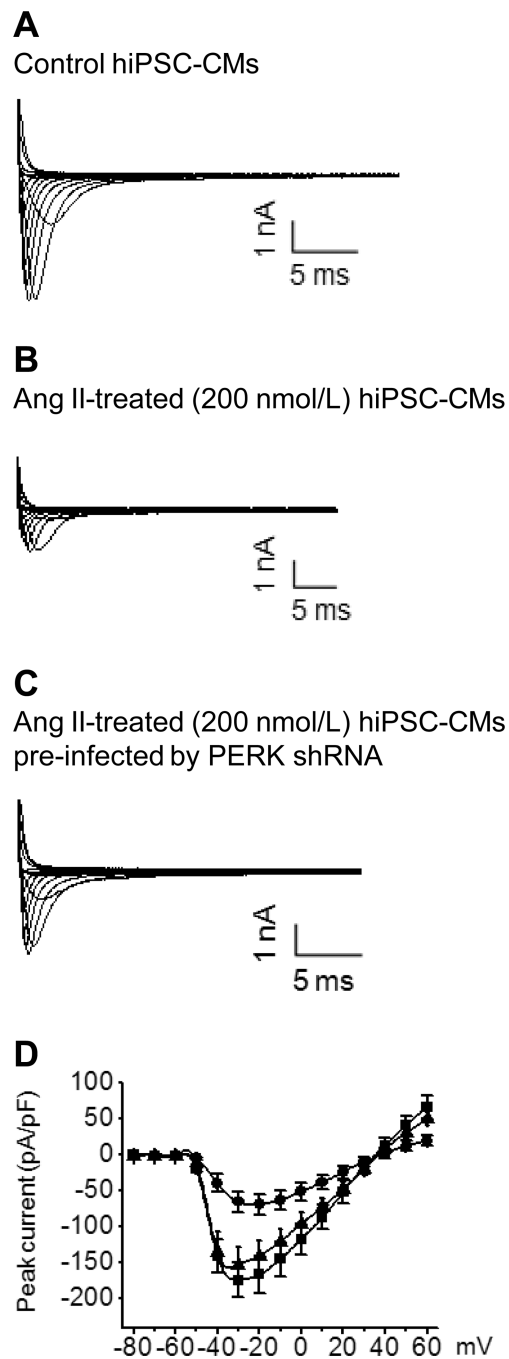 A
Control hiPSC-CMs
1 nA
5 ms
B
Ang II-treated (200 nmol/L) hiPSC-CMs
1 nA
5 ms
C
Ang II-treated (200 nmol/L) hiPSC-CMs
pre-infected by PERK shRNA
1 nA
5 ms
D
Peak current (pA/pF)
100
50
0
-50
-100
-150
-200
-80 -60 -40 -20 0 20 40 60 mV